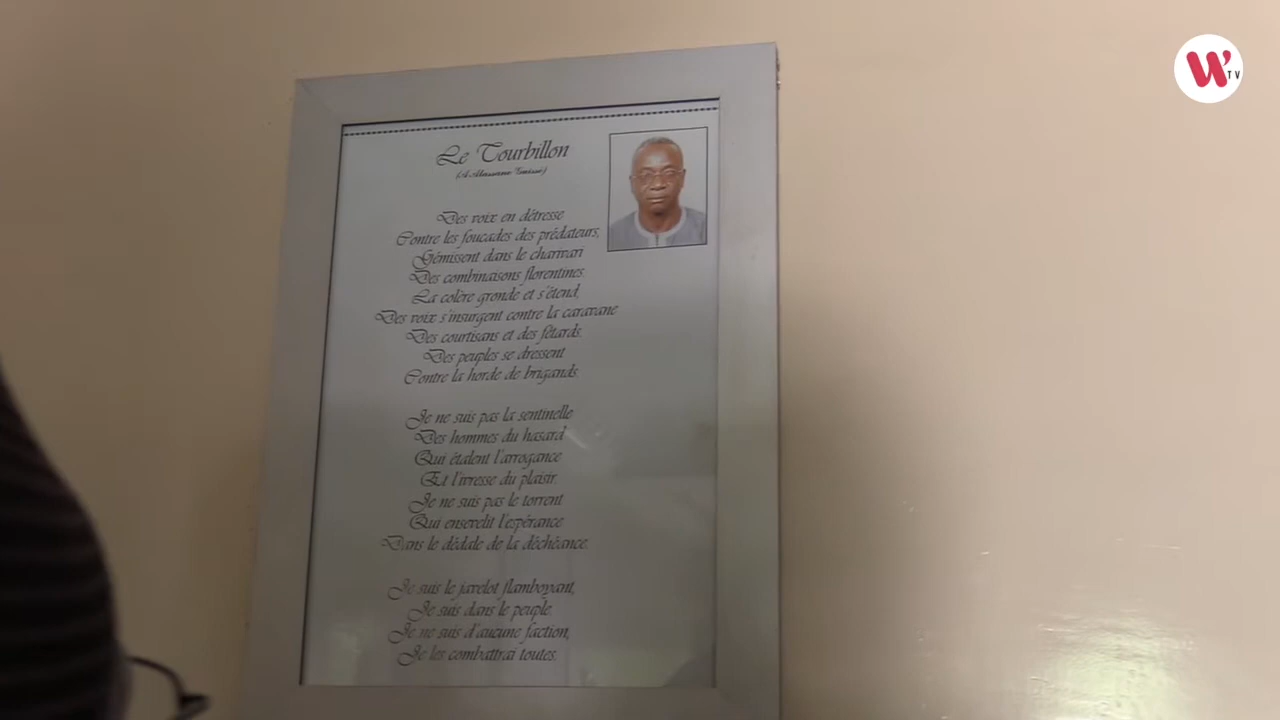 W TV
Le Tourbillon
Des voix en détresse
Contre les foucades des prédateurs,
Gémissent dans le charivari
Des combinaisons florentines.
La colère gronde et s'étend,
Des voix s'insurgent contre la caravane
Des courtisans et des fêtards.
Des peuples se dressent
Contre la horde de brigands.
Je ne suis pas la sentinelle
Des hommes du hasard
Qui étalent l'arrogance
Et l'ivresse du plaisir.
Je ne suis pas le torrent
Qui ensevelit l'espérance
Dans le dédale de la déchéance.
Je suis le javelot flamboyant,
Je suis dans le peuple.
Je ne suis d'aucune faction,
Je les combattrai toutes.